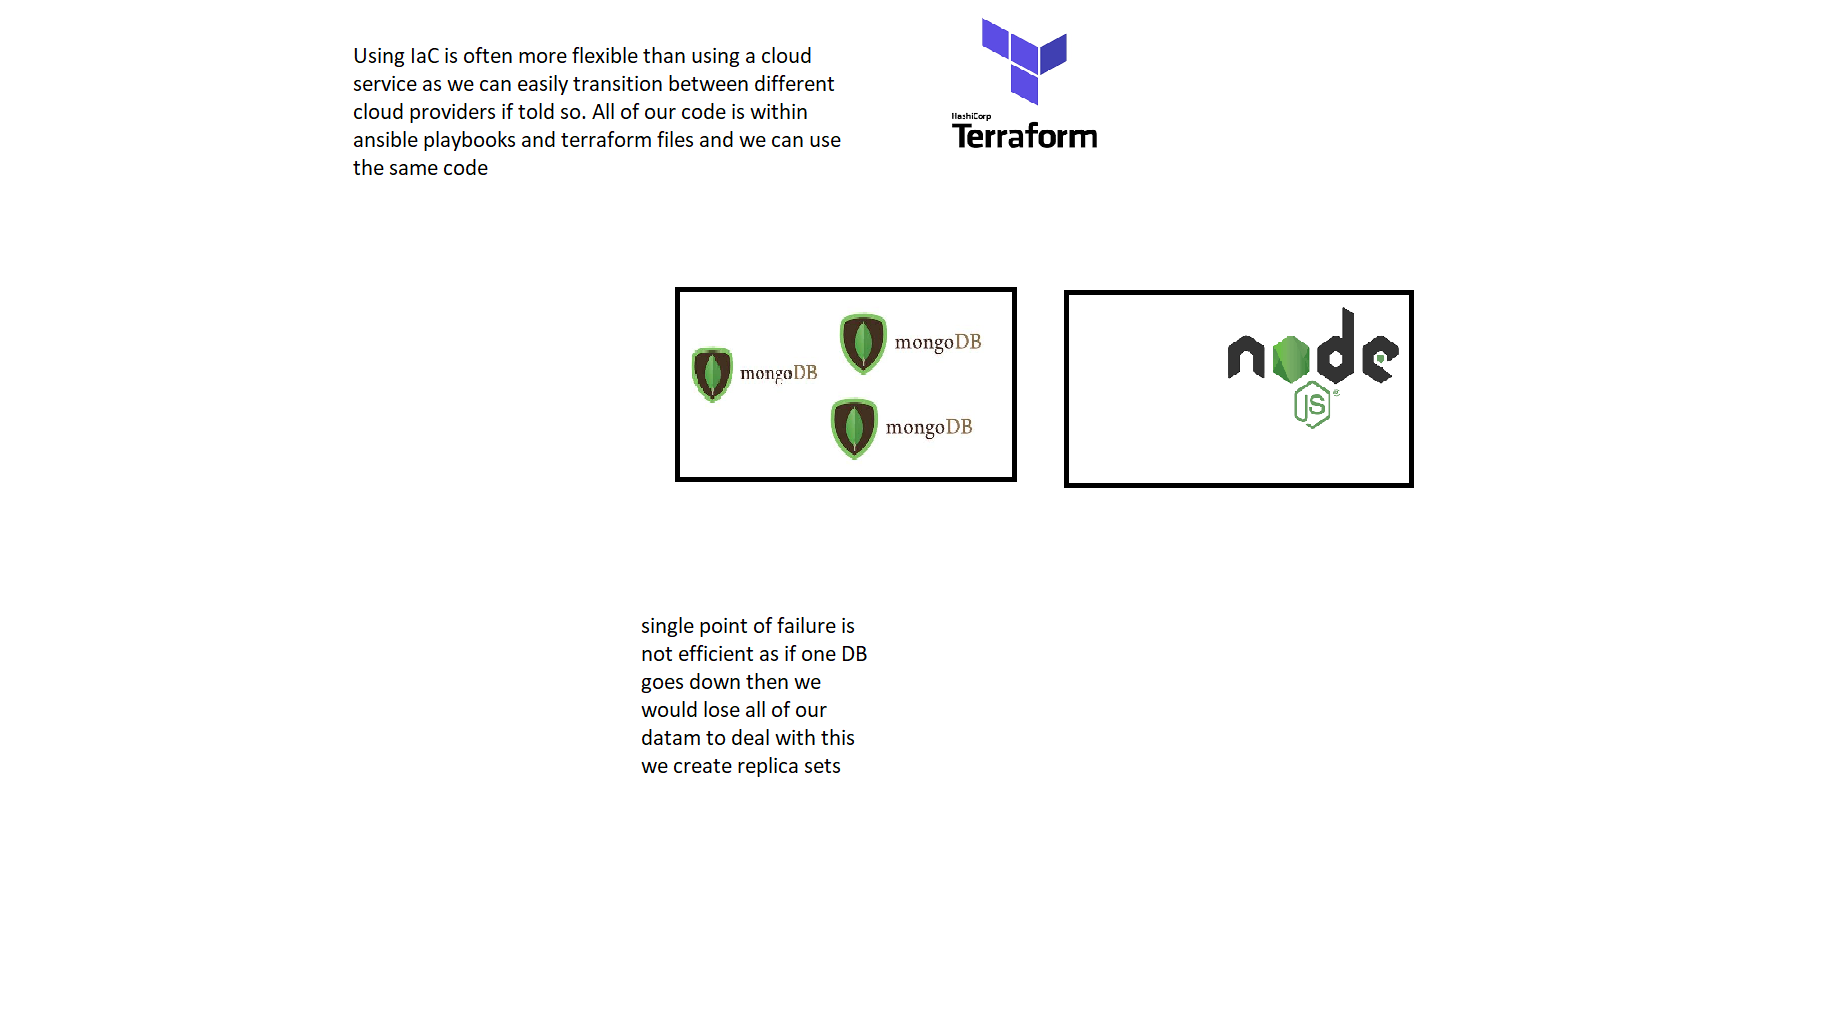 Using IaC is often more flexible than using a cloud
service as we can easily transition between different
cloud providers if told so. All of our code is within
ansible playbooks and terraform files and we can use
the same code
HashiCorp
Terraform
mongoDB
mongoDB
mongoDB
node
JS
single point of failure is
not efficient as if one DB
goes down then we
would lose all of our
datam to deal with this
we create replica sets